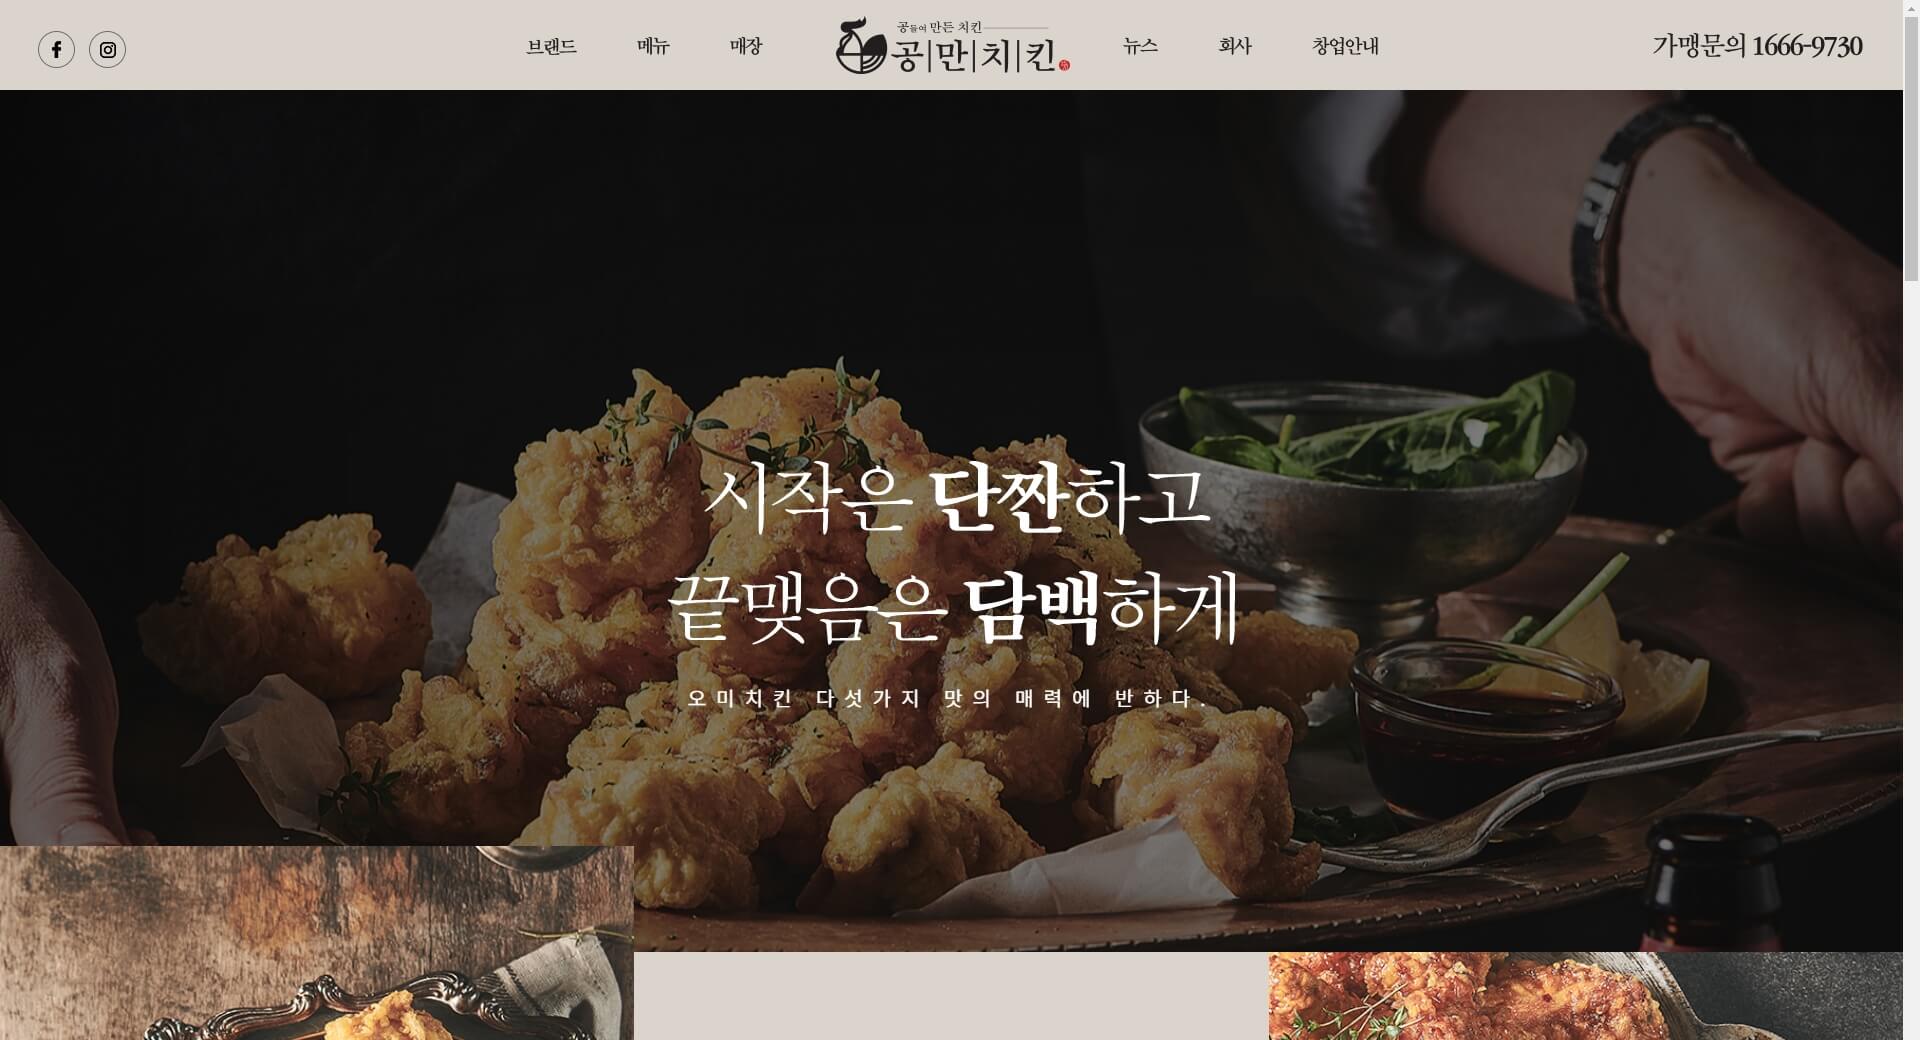 브랜드 메뉴 매장 공들여 만든 치킨 뉴스 회사 창업안내 가맹문의 1666-9730
공|만|치|킨
시작은 단짠하고
끝맺음은 담백하게
오미치킨 다섯가지 맛의 매력에 반하다.